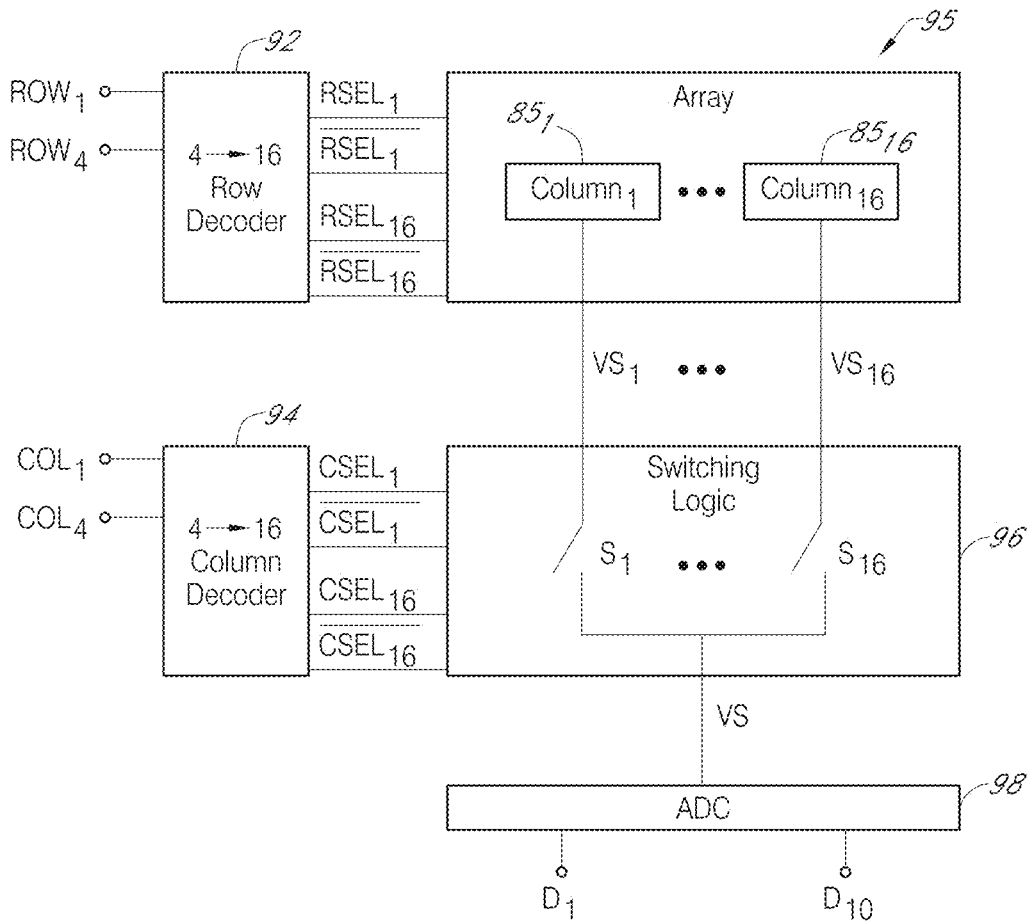 95
92
ROW1
ROW4
4 → 16
Row
Decoder
RSEL1
RSEL1
RSEL16
RSEL16
Array
851
8516
Column1
Column16
VS1
VS16
94
COL1
COL4
4 → 16
Column
Decoder
CSEL1
CSEL1
CSEL16
CSEL16
Switching
Logic
S1
S16
96
VS
98
ADC
D1
D10